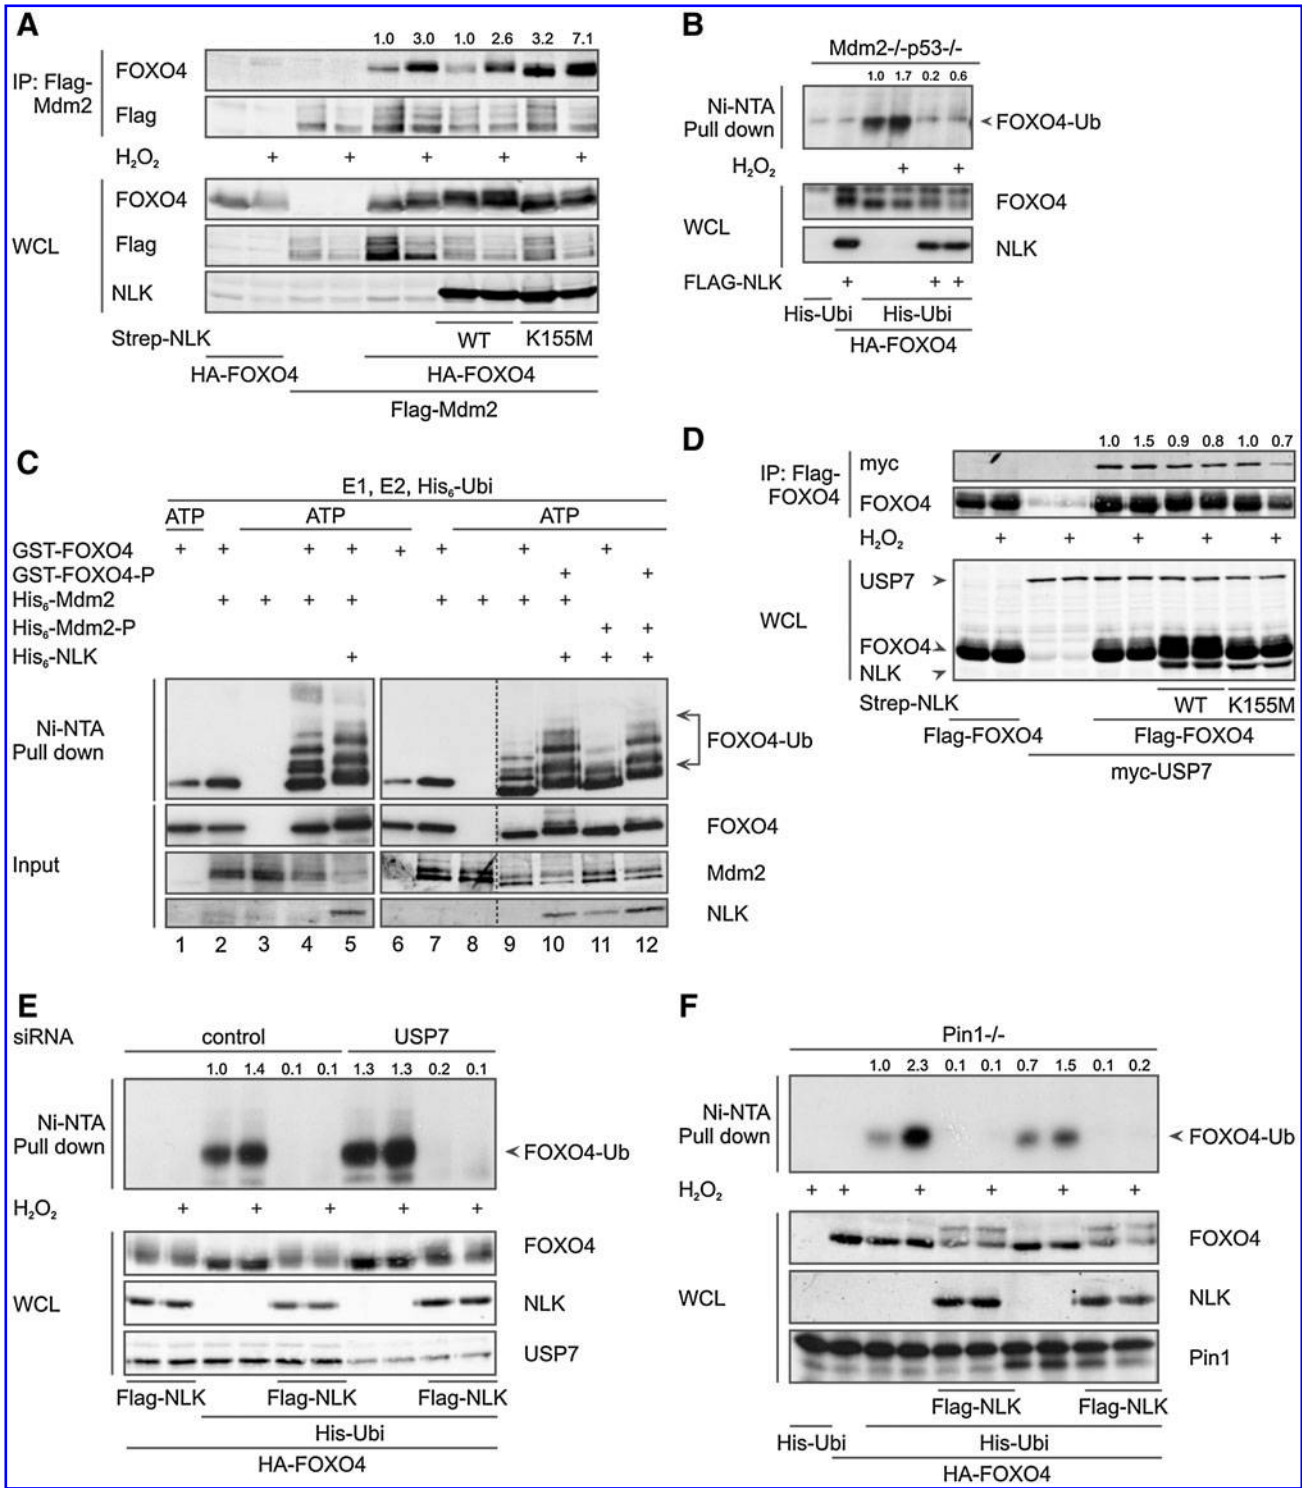 A
1.0 3.0 1.0 2.6 3.2 7.1
IP: Flag-Mdm2
FOXO4
Flag
H₂O₂ + + + + +
WCL
FOXO4
Flag
NLK
Strep-NLK WT K155M
HA-FOXO4 HA-FOXO4
Flag-Mdm2
B
Mdm2-/-p53-/-
1.0 1.7 0.2 0.6
Ni-NTA
Pull down
FOXO4-Ub
H₂O₂ + +
WCL
FOXO4
NLK
FLAG-NLK + + +
His-Ubi His-Ubi
HA-FOXO4
C
E1, E2, His₆-Ubi
ATP ATP ATP
GST-FOXO4 + + + + + + + +
GST-FOXO4-P + +
His₆-Mdm2 + + + + + + + +
His₆-Mdm2-P + +
His₆-NLK + + + +
Ni-NTA
Pull down
FOXO4-Ub
Input
FOXO4
Mdm2
NLK
1 2 3 4 5 6 7 8 9 10 11 12
D
1.0 1.5 0.9 0.8 1.0 0.7
IP: Flag-
FOXO4
myc
FOXO4
H₂O₂ + + + + +
WCL
USP7
FOXO4
NLK
Strep-NLK WT K155M
Flag-FOXO4 Flag-FOXO4
myc-USP7
E
siRNA control USP7
1.0 1.4 0.1 0.1 1.3 1.3 0.2 0.1
Ni-NTA
Pull down
FOXO4-Ub
H₂O₂ + + + + +
WCL
FOXO4
NLK
USP7
Flag-NLK Flag-NLK Flag-NLK
His-Ubi
HA-FOXO4
F
Pin1-/-
1.0 2.3 0.1 0.1 0.7 1.5 0.1 0.2
Ni-NTA
Pull down
FOXO4-Ub
H₂O₂ + + + + + +
WCL
FOXO4
NLK
Pin1
Flag-NLK Flag-NLK
His-Ubi His-Ubi
HA-FOXO4